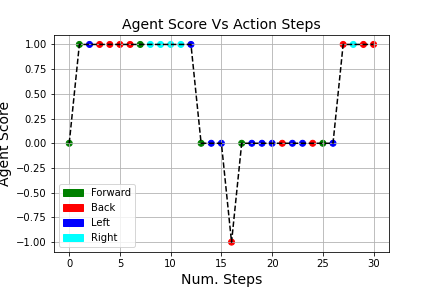 Agent Score Vs Action Steps
Agent Score
1.00
0.75
0.50
0.25
0.00
−0.25
−0.50
−0.75
−1.00
Forward
Back
Left
Right
0 5 10 15 20 25 30
Num. Steps